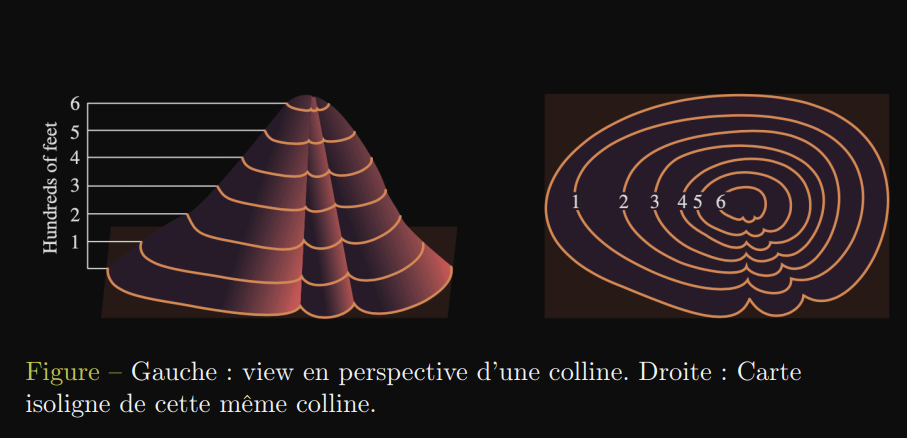 Hundreds of feet
6
5
4
3
2
1
1 2 3 4 5 6
Figure – Gauche : view en perspective d'une colline. Droite : Carte
isoligne de cette même colline.